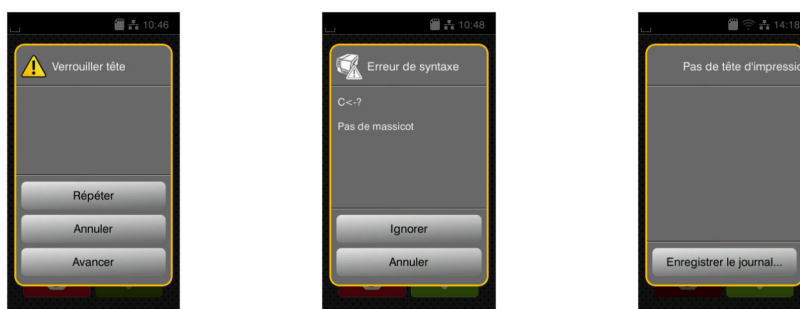 10:46
Verrouiller tête
Répéter
Annuler
Avancer
10:48
Erreur de syntaxe
C<-?
Pas de massicot
Ignorer
Annuler
14:18
Pas de tête d'impressio
Enregistrer le journal...